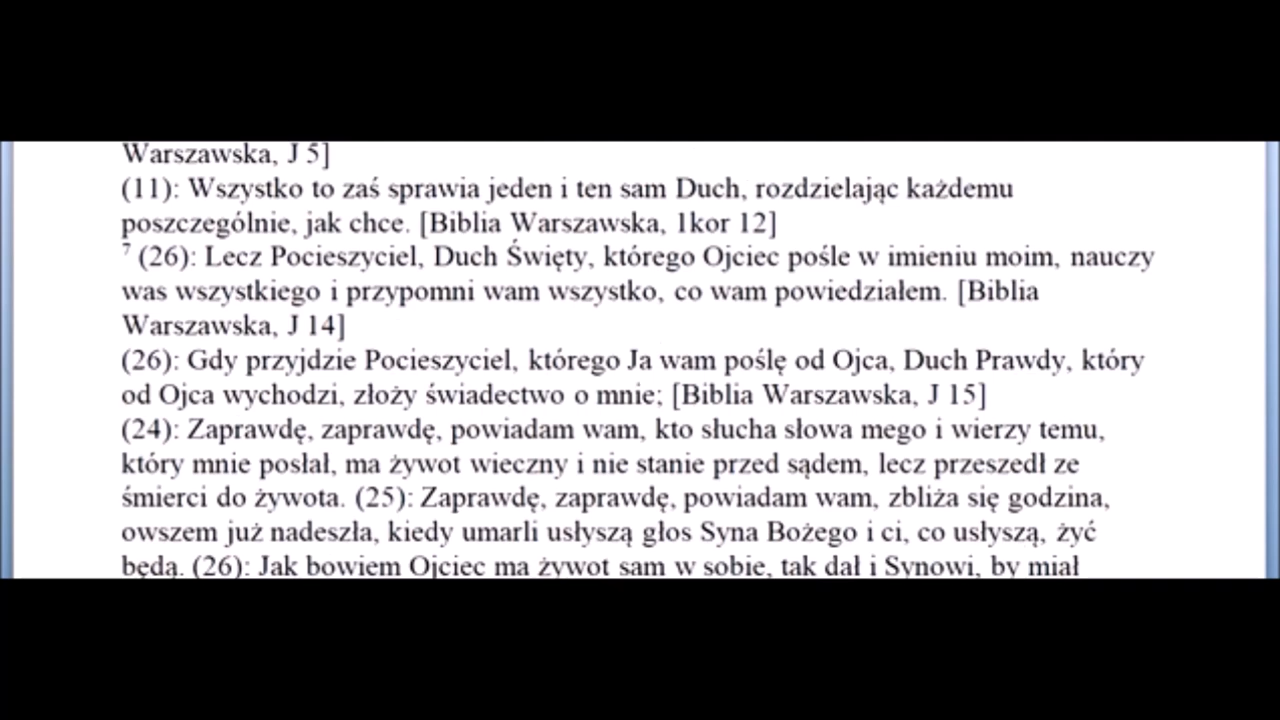 Warszawska, J 5]
(11): Wszystko to zaś sprawia jeden i ten sam Duch, rozdzielając każdemu
poszczególnie, jak chce. [Biblia Warszawska, 1kor 12]
7 (26): Lecz Pocieszyciel, Duch Święty, którego Ojciec pośle w imieniu moim, nauczy
was wszystkiego i przypomni wam wszystko, co wam powiedziałem. [Biblia
Warszawska, J 14]
(26): Gdy przyjdzie Pocieszyciel, którego Ja wam poślę od Ojca, Duch Prawdy, który
od Ojca wychodzi, złoży świadectwo o mnie; [Biblia Warszawska, J 15]
(24): Zaprawdę, zaprawdę, powiadam wam, kto słucha słowa mego i wierzy temu,
który mnie posłał, ma żywot wieczny i nie stanie przed sądem, lecz przeszedł ze
śmierci do żywota. (25): Zaprawdę, zaprawdę, powiadam wam, zbliża się godzina,
owszem już nadeszła, kiedy umarli usłyszą głos Syna Bożego i ci, co usłyszą, żyć
będą. (26): Jak bowiem Ojciec ma żywot sam w sobie, tak dał i Synowi, by miał